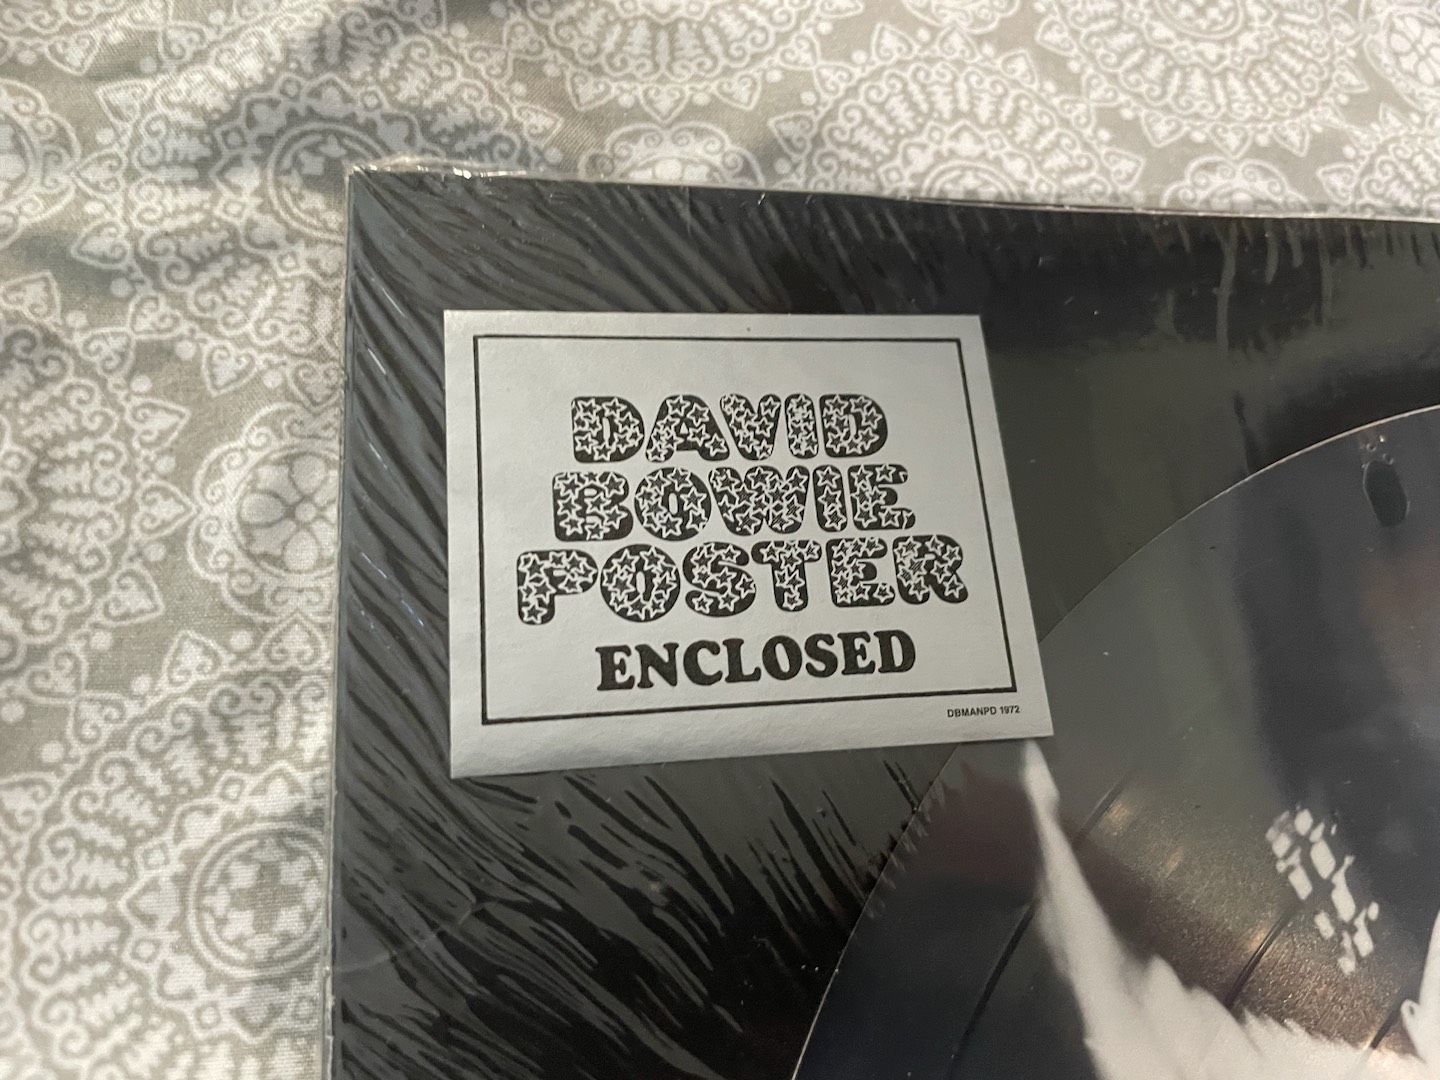 DAVID
BOWIE
POSTER
ENCLOSED
DBMANPD 1972